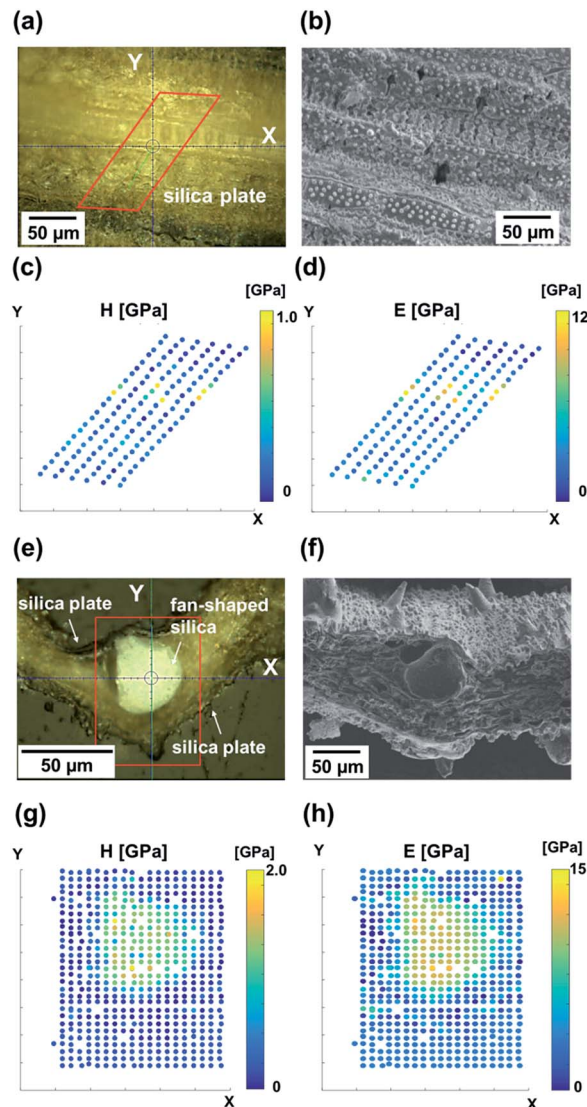 (a)
(b)
Y
X
silica plate
50 µm
50 µm
(c)
(d)
H [GPa]
[GPa]
E [GPa]
[GPa]
Y
1.0
Y
12
0
0
X
X
(e)
(f)
Y
silica plate
fan-shaped
silica
X
silica plate
50 µm
50 µm
(g)
(h)
H [GPa]
[GPa]
E [GPa]
[GPa]
Y
2.0
Y
15
0
0
X
X